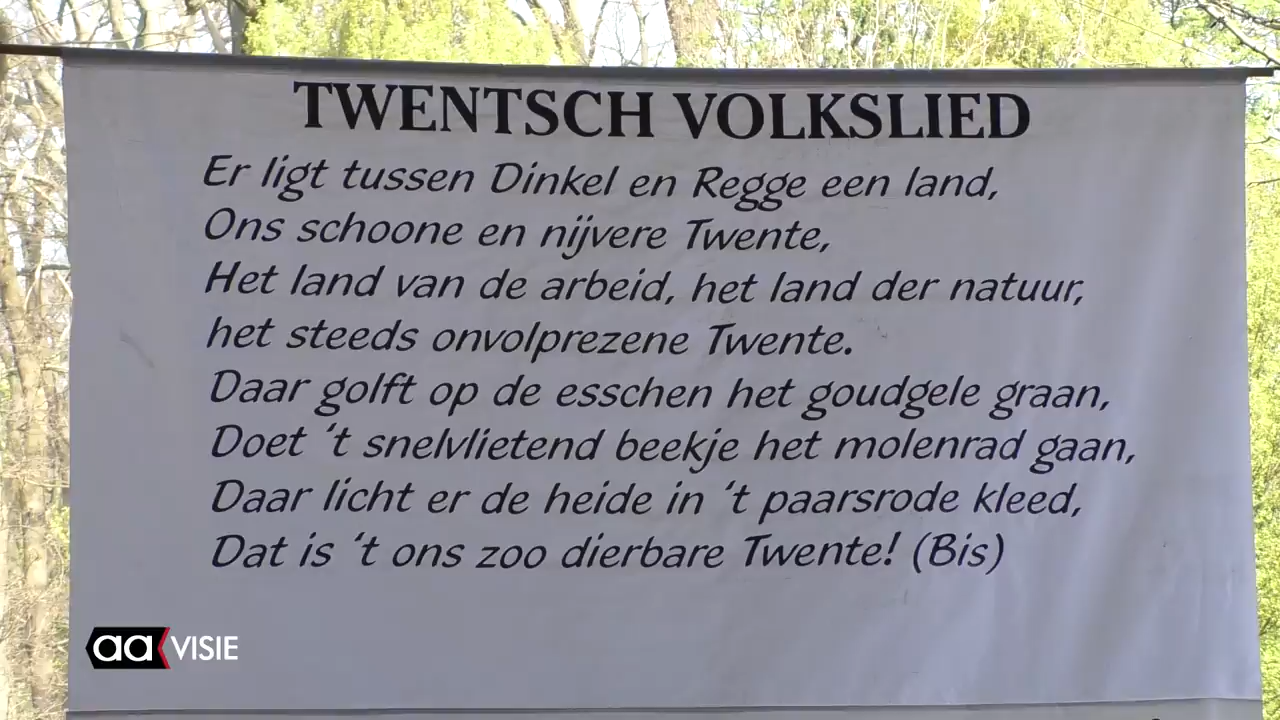 TWENTSCH VOLKSLIED
Er ligt tussen Dinkel en Regge een land,
Ons schoone en nijvere Twente,
Het land van de arbeid, het land der natuur,
het steeds onvolprezene Twente.
Daar golft op de esschen het goudgele graan,
Doet 't snelvlietend beekje het molenrad gaan,
Daar licht er de heide in 't paarsrode kleed,
Dat is 't ons zoo dierbare Twente! (Bis)
aa VISIE